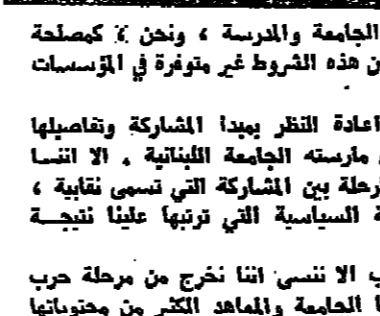 الجامعة والمدرسة ، ونحن كمصلحة
ن هذه الشروط غير متوفرة في المؤسسات
اعادة النظر بمبدأ المشاركة وتفاصيلها
مارسته الجامعة اللبنانية . الا اننسا
رحلة بين المشاركة التي تسمى نقابية ،
ة السياسية التي ترتبها علينا نتيجـــة
ب الا ننسى اننا نخرج من مرحلة حرب
ا الجامعة والمعاهد الكثير من محتوياتها